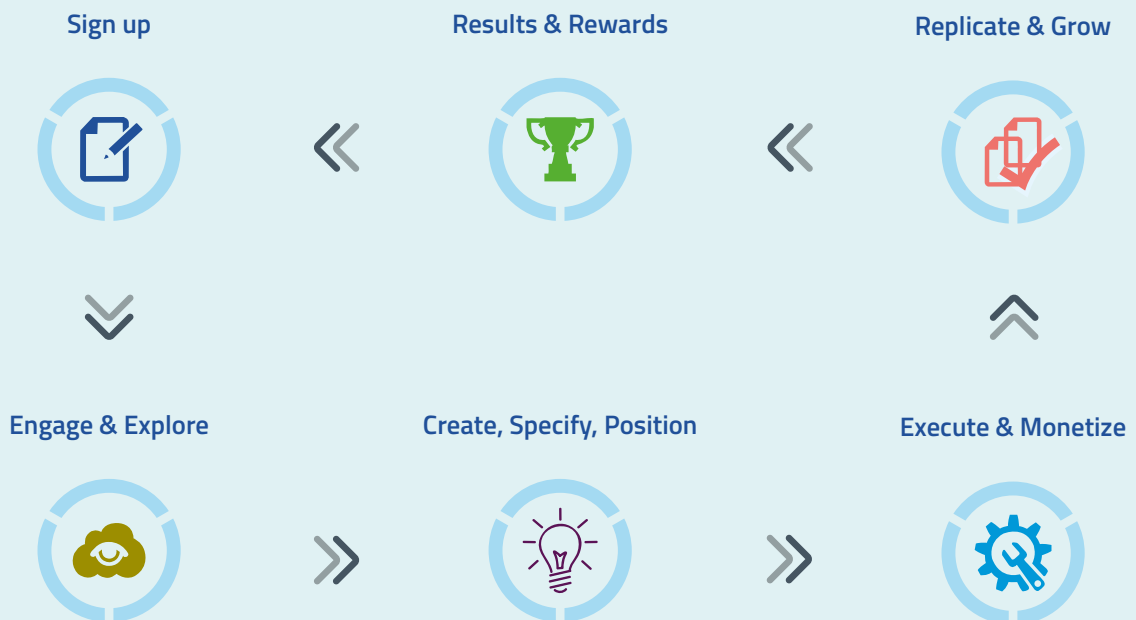 Sign up
Results & Rewards
Replicate & Grow
Engage & Explore
Create, Specify, Position
Execute & Monetize